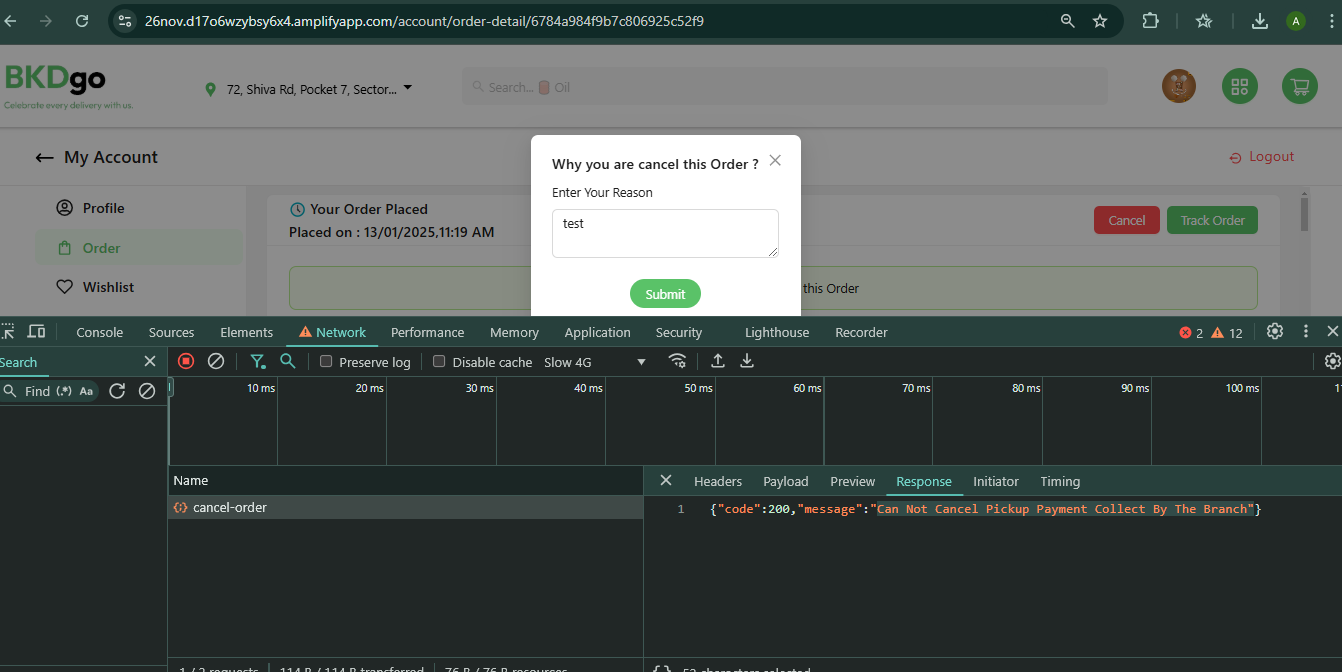 26nov.d17o6wzybsy6x4.amplifyapp.com/account/order-detail/6784a984f9b7c806925c52f9
A
BKDgo
Celebrate every delivery with us.
72, Shiva Rd, Pocket 7, Sector...
Search... Oil
My Account
Logout
Profile
Order
Wishlist
Your Order Placed
Placed on : 13/01/2025,11:19 AM
Cancel
Track Order
this Order
Why you are cancel this Order ?
Enter Your Reason
test
Submit
Console Sources Elements Network Performance Memory Application Security Lighthouse Recorder
2 12
Search
Preserve log Disable cache Slow 4G
Find (.*) Aa
10 ms 20 ms 30 ms 40 ms 50 ms 60 ms 70 ms 80 ms 90 ms 100 ms 1
Name
cancel-order
Headers Payload Preview Response Initiator Timing
1 {"code":200,"message":"Can Not Cancel Pickup Payment Collect By The Branch"}
1 / 2 requests 114 B / 114 B transferred 76 B / 76 B resources
{} 52 characters selected